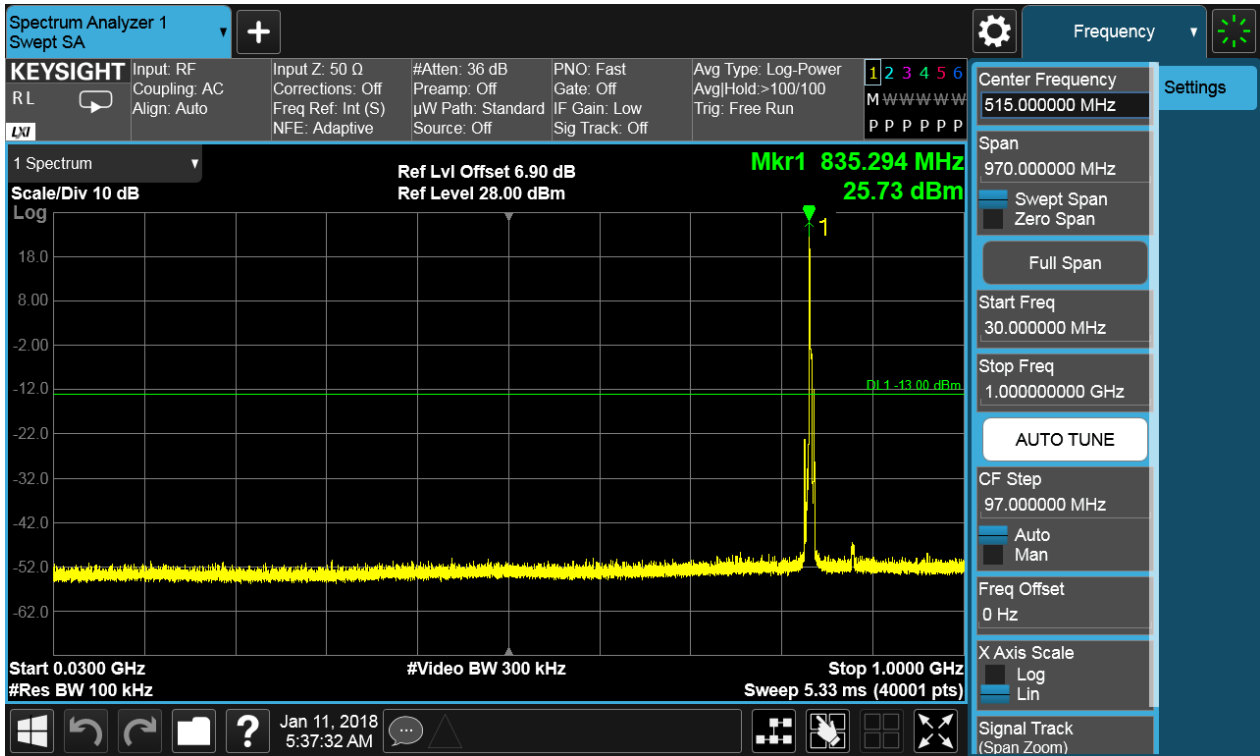 Spectrum Analyzer 1
Swept SA
+
Frequency
KEYSIGHT
RL
LXI
Input: RF
Coupling: AC
Align: Auto
Input Z: 50 Ω
Corrections: Off
Freq Ref: Int (S)
NFE: Adaptive
#Atten: 36 dB
Preamp: Off
µW Path: Standard
Source: Off
PNO: Fast
Gate: Off
IF Gain: Low
Sig Track: Off
Avg Type: Log-Power
Avg|Hold:>100/100
Trig: Free Run
1 2 3 4 5 6
M W W W W W
P P P P P P
1 Spectrum
Scale/Div 10 dB
Log
Ref Lvl Offset 6.90 dB
Ref Level 28.00 dBm
Mkr1 835.294 MHz
25.73 dBm
1
18.0
8.00
-2.00
-12.0
-22.0
-32.0
-42.0
-52.0
-62.0
DL1 -13.00 dBm
Start 0.0300 GHz
#Res BW 100 kHz
#Video BW 300 kHz
Stop 1.0000 GHz
Sweep 5.33 ms (40001 pts)
Center Frequency
515.000000 MHz
Span
970.000000 MHz
Swept Span
Zero Span
Full Span
Start Freq
30.000000 MHz
Stop Freq
1.000000000 GHz
AUTO TUNE
CF Step
97.000000 MHz
Auto
Man
Freq Offset
0 Hz
X Axis Scale
Log
Lin
Signal Track
(Span Zoom)
Settings
?
Jan 11, 2018
5:37:32 AM